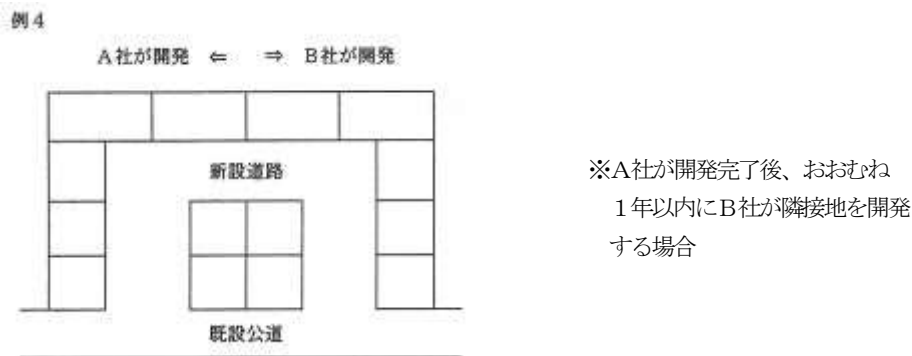 例4
A社が開発 ⇐ ⇒ B社が開発
新設道路
既設公道
※A社が開発完了後、おおむね
1年以内にB社が隣接地を開発
する場合